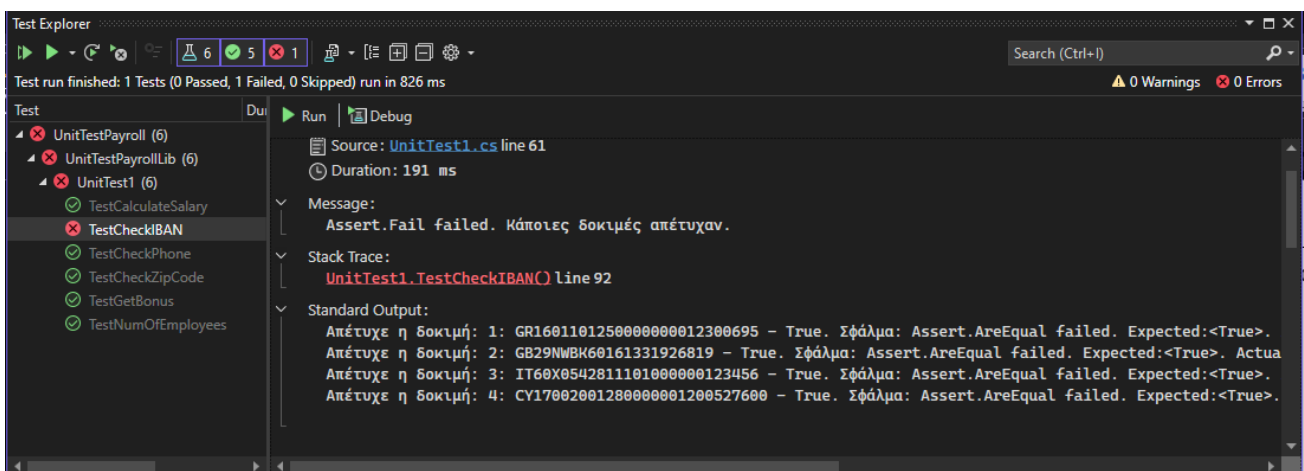 Test Explorer
6 5 1
Search (Ctrl+I)
Test run finished: 1 Tests (0 Passed, 1 Failed, 0 Skipped) run in 826 ms
0 Warnings 0 Errors
Test Du
UnitTestPayroll (6)
UnitTestPayrollLib (6)
UnitTest1 (6)
TestCalculateSalary
TestCheckIBAN
TestCheckPhone
TestCheckZipCode
TestGetBonus
TestNumOfEmployees
Run Debug
Source: UnitTest1.cs line 61
Duration: 191 ms
Message:
Assert.Fail failed. Κάποιες δοκιμές απέτυχαν.
Stack Trace:
UnitTest1.TestCheckIBAN() line 92
Standard Output:
Απέτυχε η δοκιμή: 1: GR1601101250000000012300695 – True. Σφάλμα: Assert.AreEqual failed. Expected:<True>.
Απέτυχε η δοκιμή: 2: GB29NWBK60161331926819 – True. Σφάλμα: Assert.AreEqual failed. Expected:<True>. Actua
Απέτυχε η δοκιμή: 3: IT60X0542811101000000123456 – True. Σφάλμα: Assert.AreEqual failed. Expected:<True>.
Απέτυχε η δοκιμή: 4: CY17002001280000001200527600 – True. Σφάλμα: Assert.AreEqual failed. Expected:<True>.